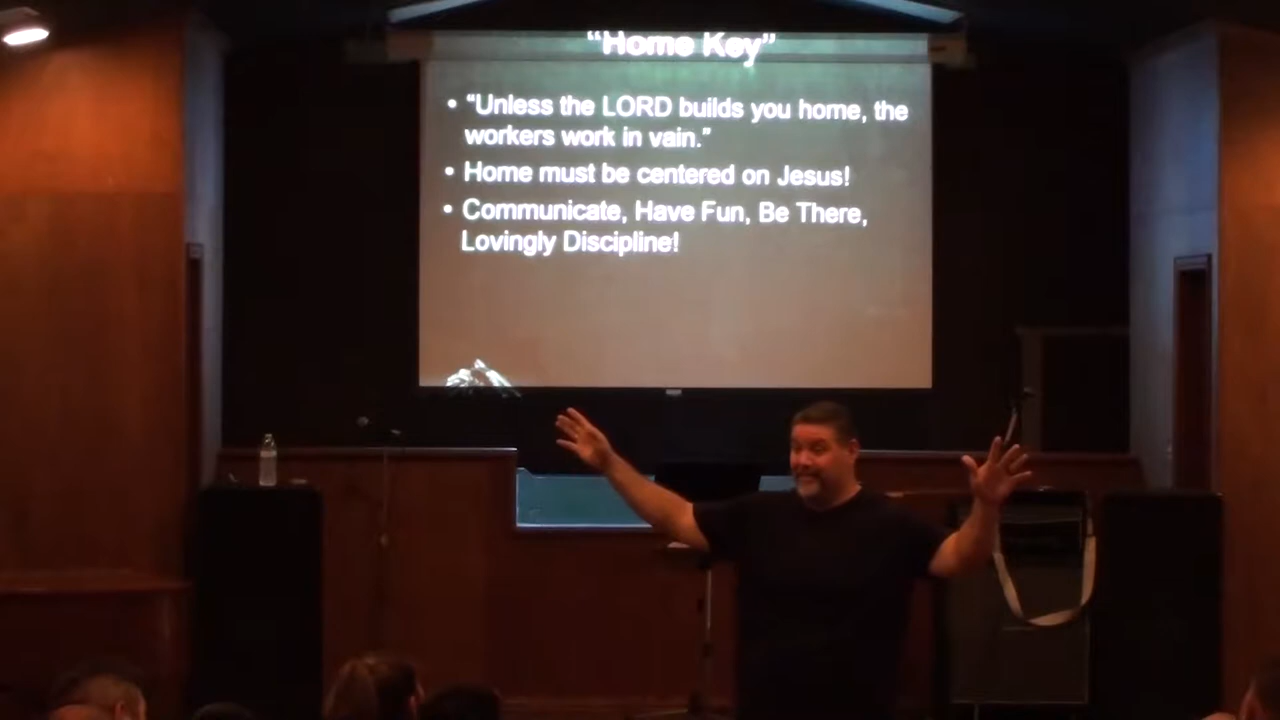 “Home Key”
• “Unless the LORD builds you home, the
workers work in vain.”
• Home must be centered on Jesus!
• Communicate, Have Fun, Be There,
Lovingly Discipline!